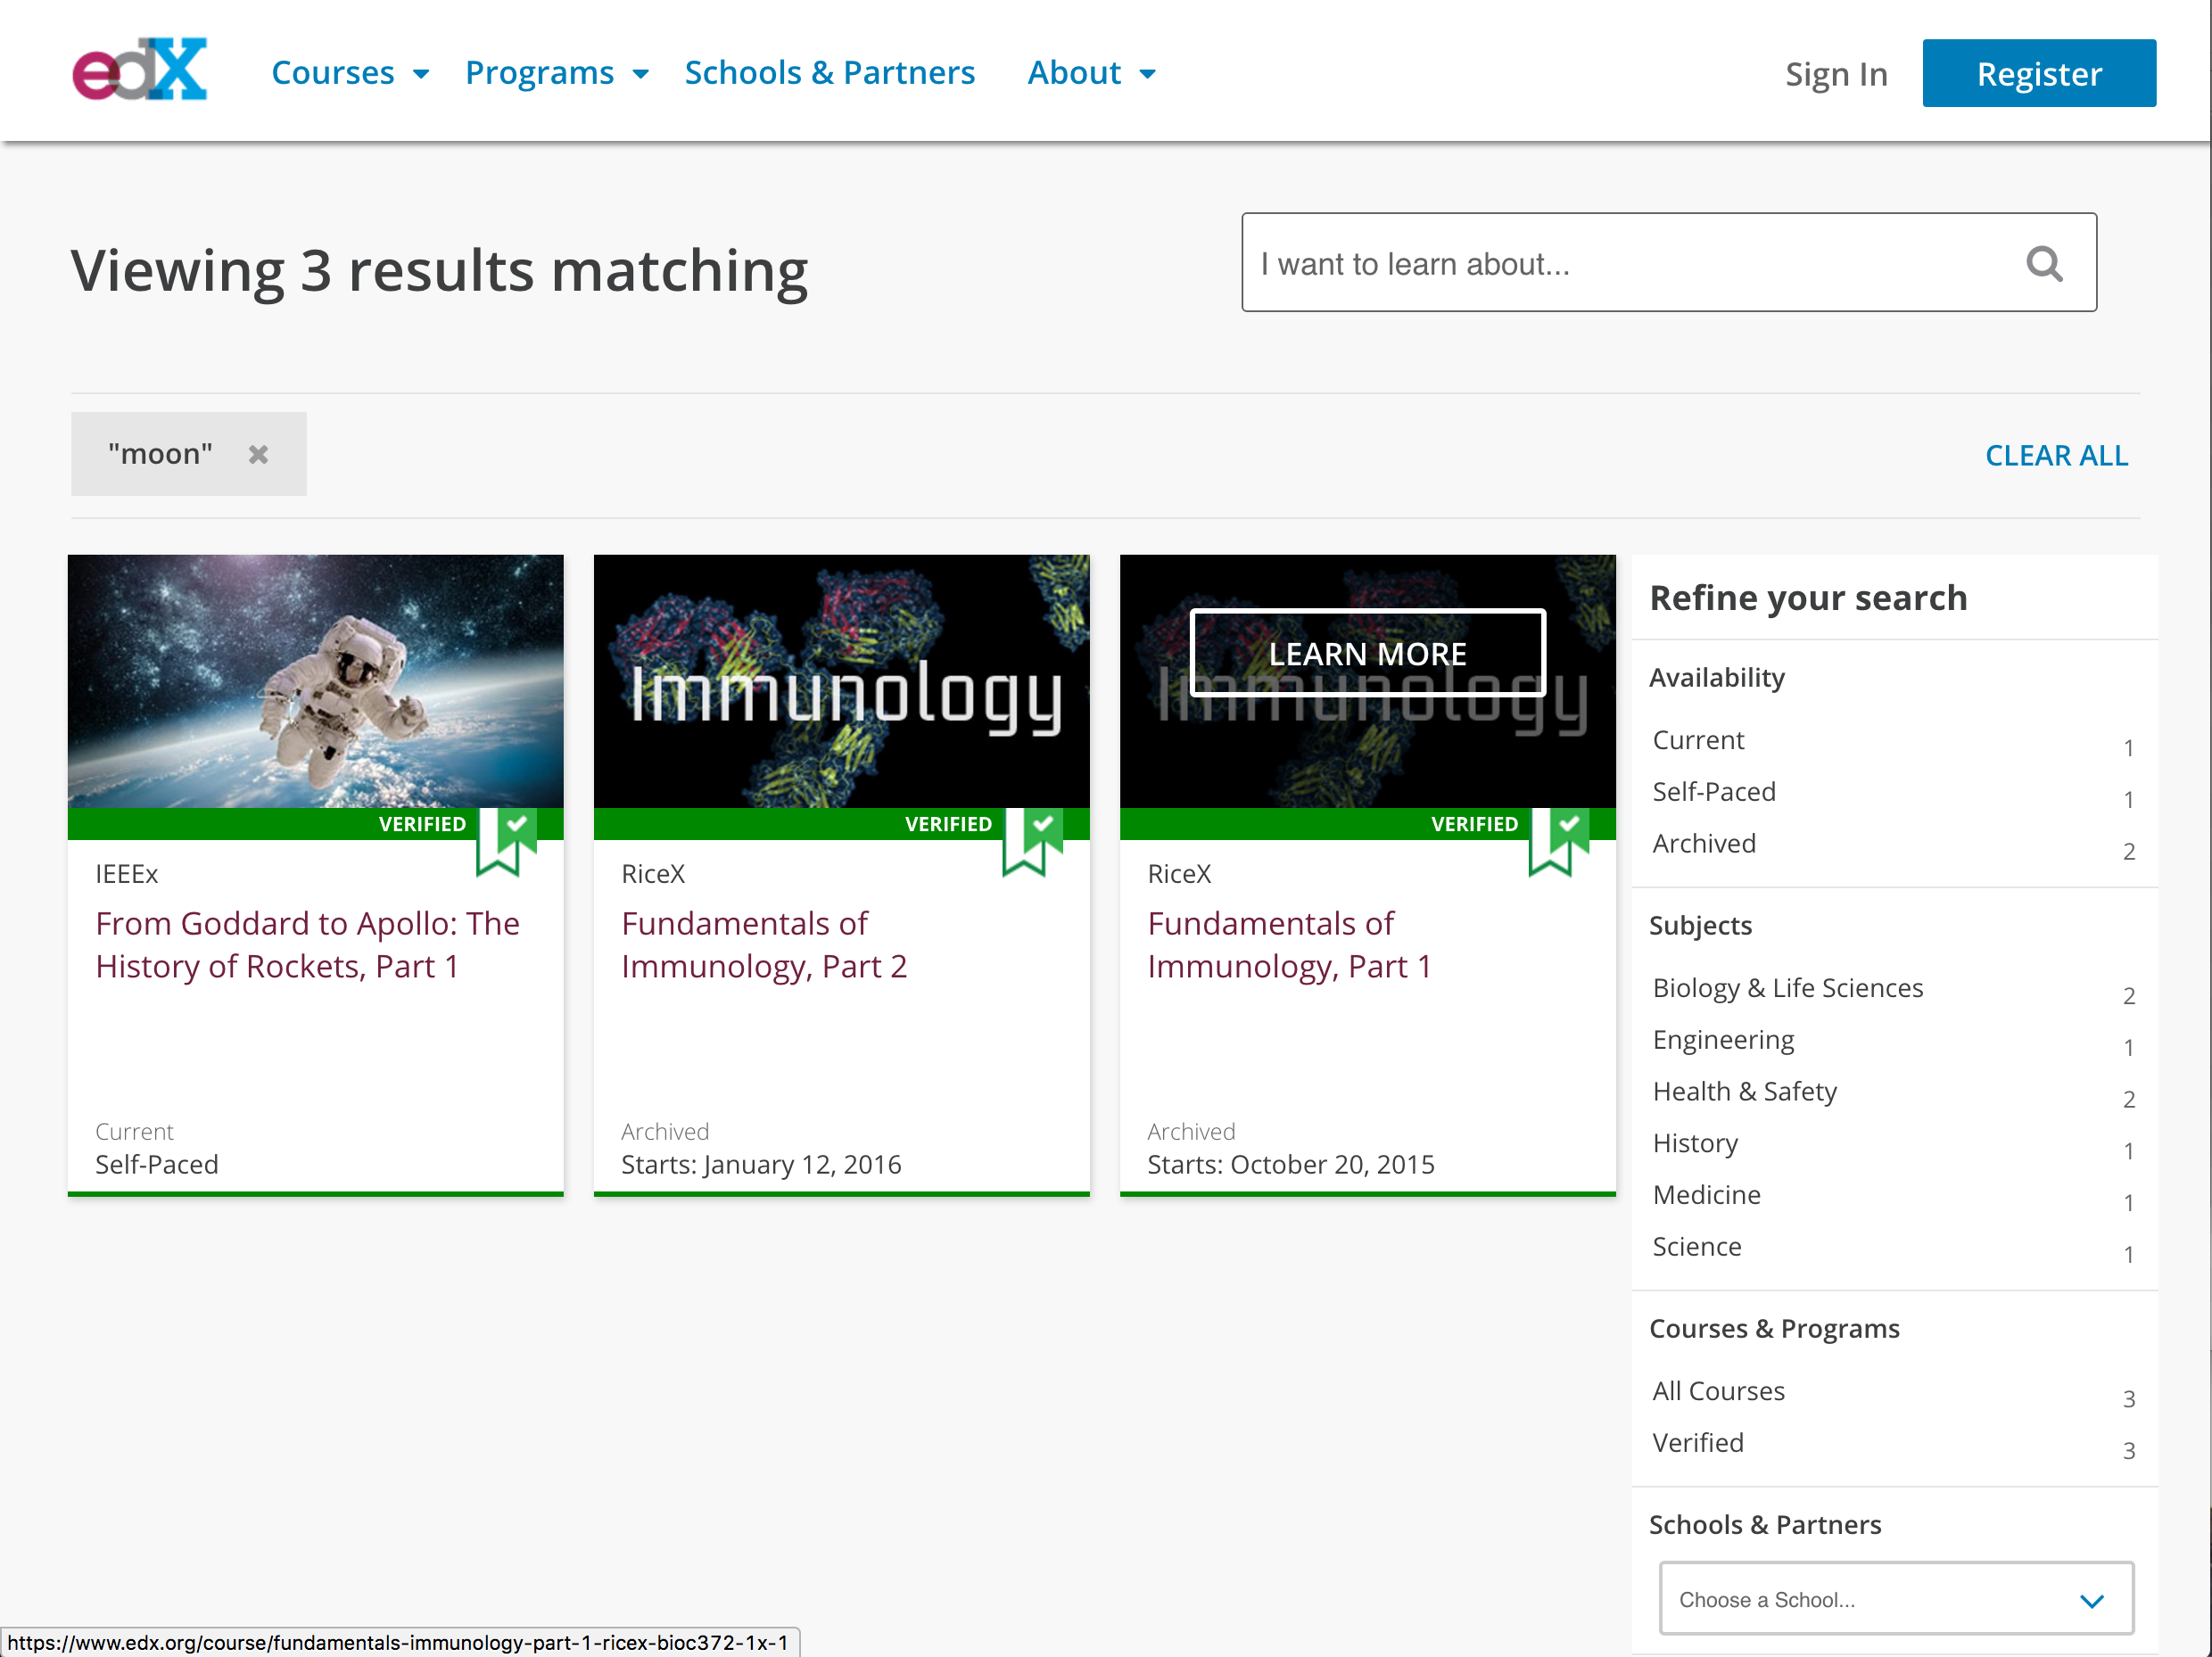 edX
Courses
Programs
Schools & Partners
About
Sign In
Register
Viewing 3 results matching
I want to learn about...
"moon"
CLEAR ALL
VERIFIED
IEEEx
From Goddard to Apollo: The
History of Rockets, Part 1
Current
Self-Paced
Immunology
VERIFIED
RiceX
Fundamentals of
Immunology, Part 2
Archived
Starts: January 12, 2016
LEARN MORE
Immunology
VERIFIED
RiceX
Fundamentals of
Immunology, Part 1
Archived
Starts: October 20, 2015
Refine your search
Availability
Current 1
Self-Paced 1
Archived 2
Subjects
Biology & Life Sciences 2
Engineering 1
Health & Safety 2
History 1
Medicine 1
Science 1
Courses & Programs
All Courses 3
Verified 3
Schools & Partners
Choose a School...
https://www.edx.org/course/fundamentals-immunology-part-1-ricex-bioc372-1x-1